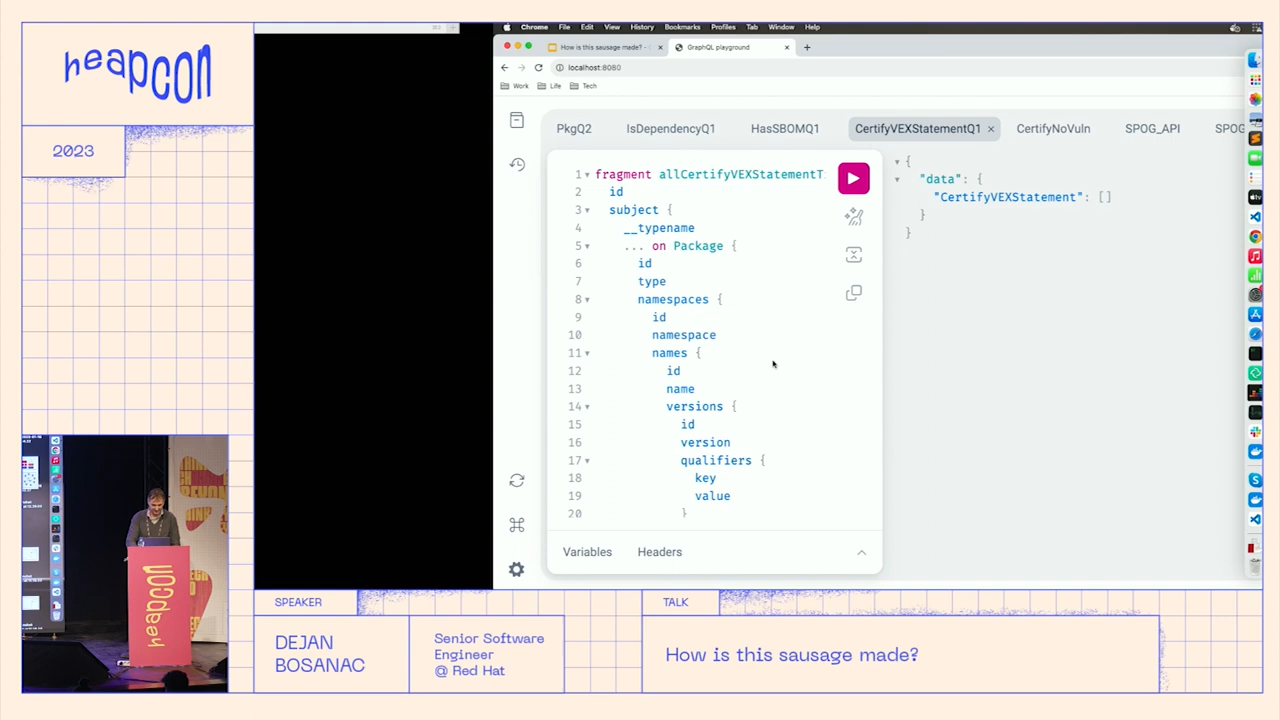 heapcon
2023
Chrome File Edit View History Bookmarks Profiles Tab Window Help
How is this sausage made? -
GraphQL playground
localhost:8080
Work Life Tech
PkgQ2 IsDependencyQ1 HasSBOMQ1 CertifyVEXStatementQ1 CertifyNoVuln SPOG_API SPOG
1 fragment allCertifyVEXStatementT
2 id
3 subject {
4 __typename
5 ... on Package {
6 id
7 type
8 namespaces {
9 id
10 namespace
11 names {
12 id
13 name
14 versions {
15 id
16 version
17 qualifiers {
18 key
19 value
20 }
{
"data": {
"CertifyVEXStatement": []
}
}
Variables Headers
heapcon
SPEAKER
DEJAN
BOSANAC
Senior Software
Engineer
@ Red Hat
TALK
How is this sausage made?